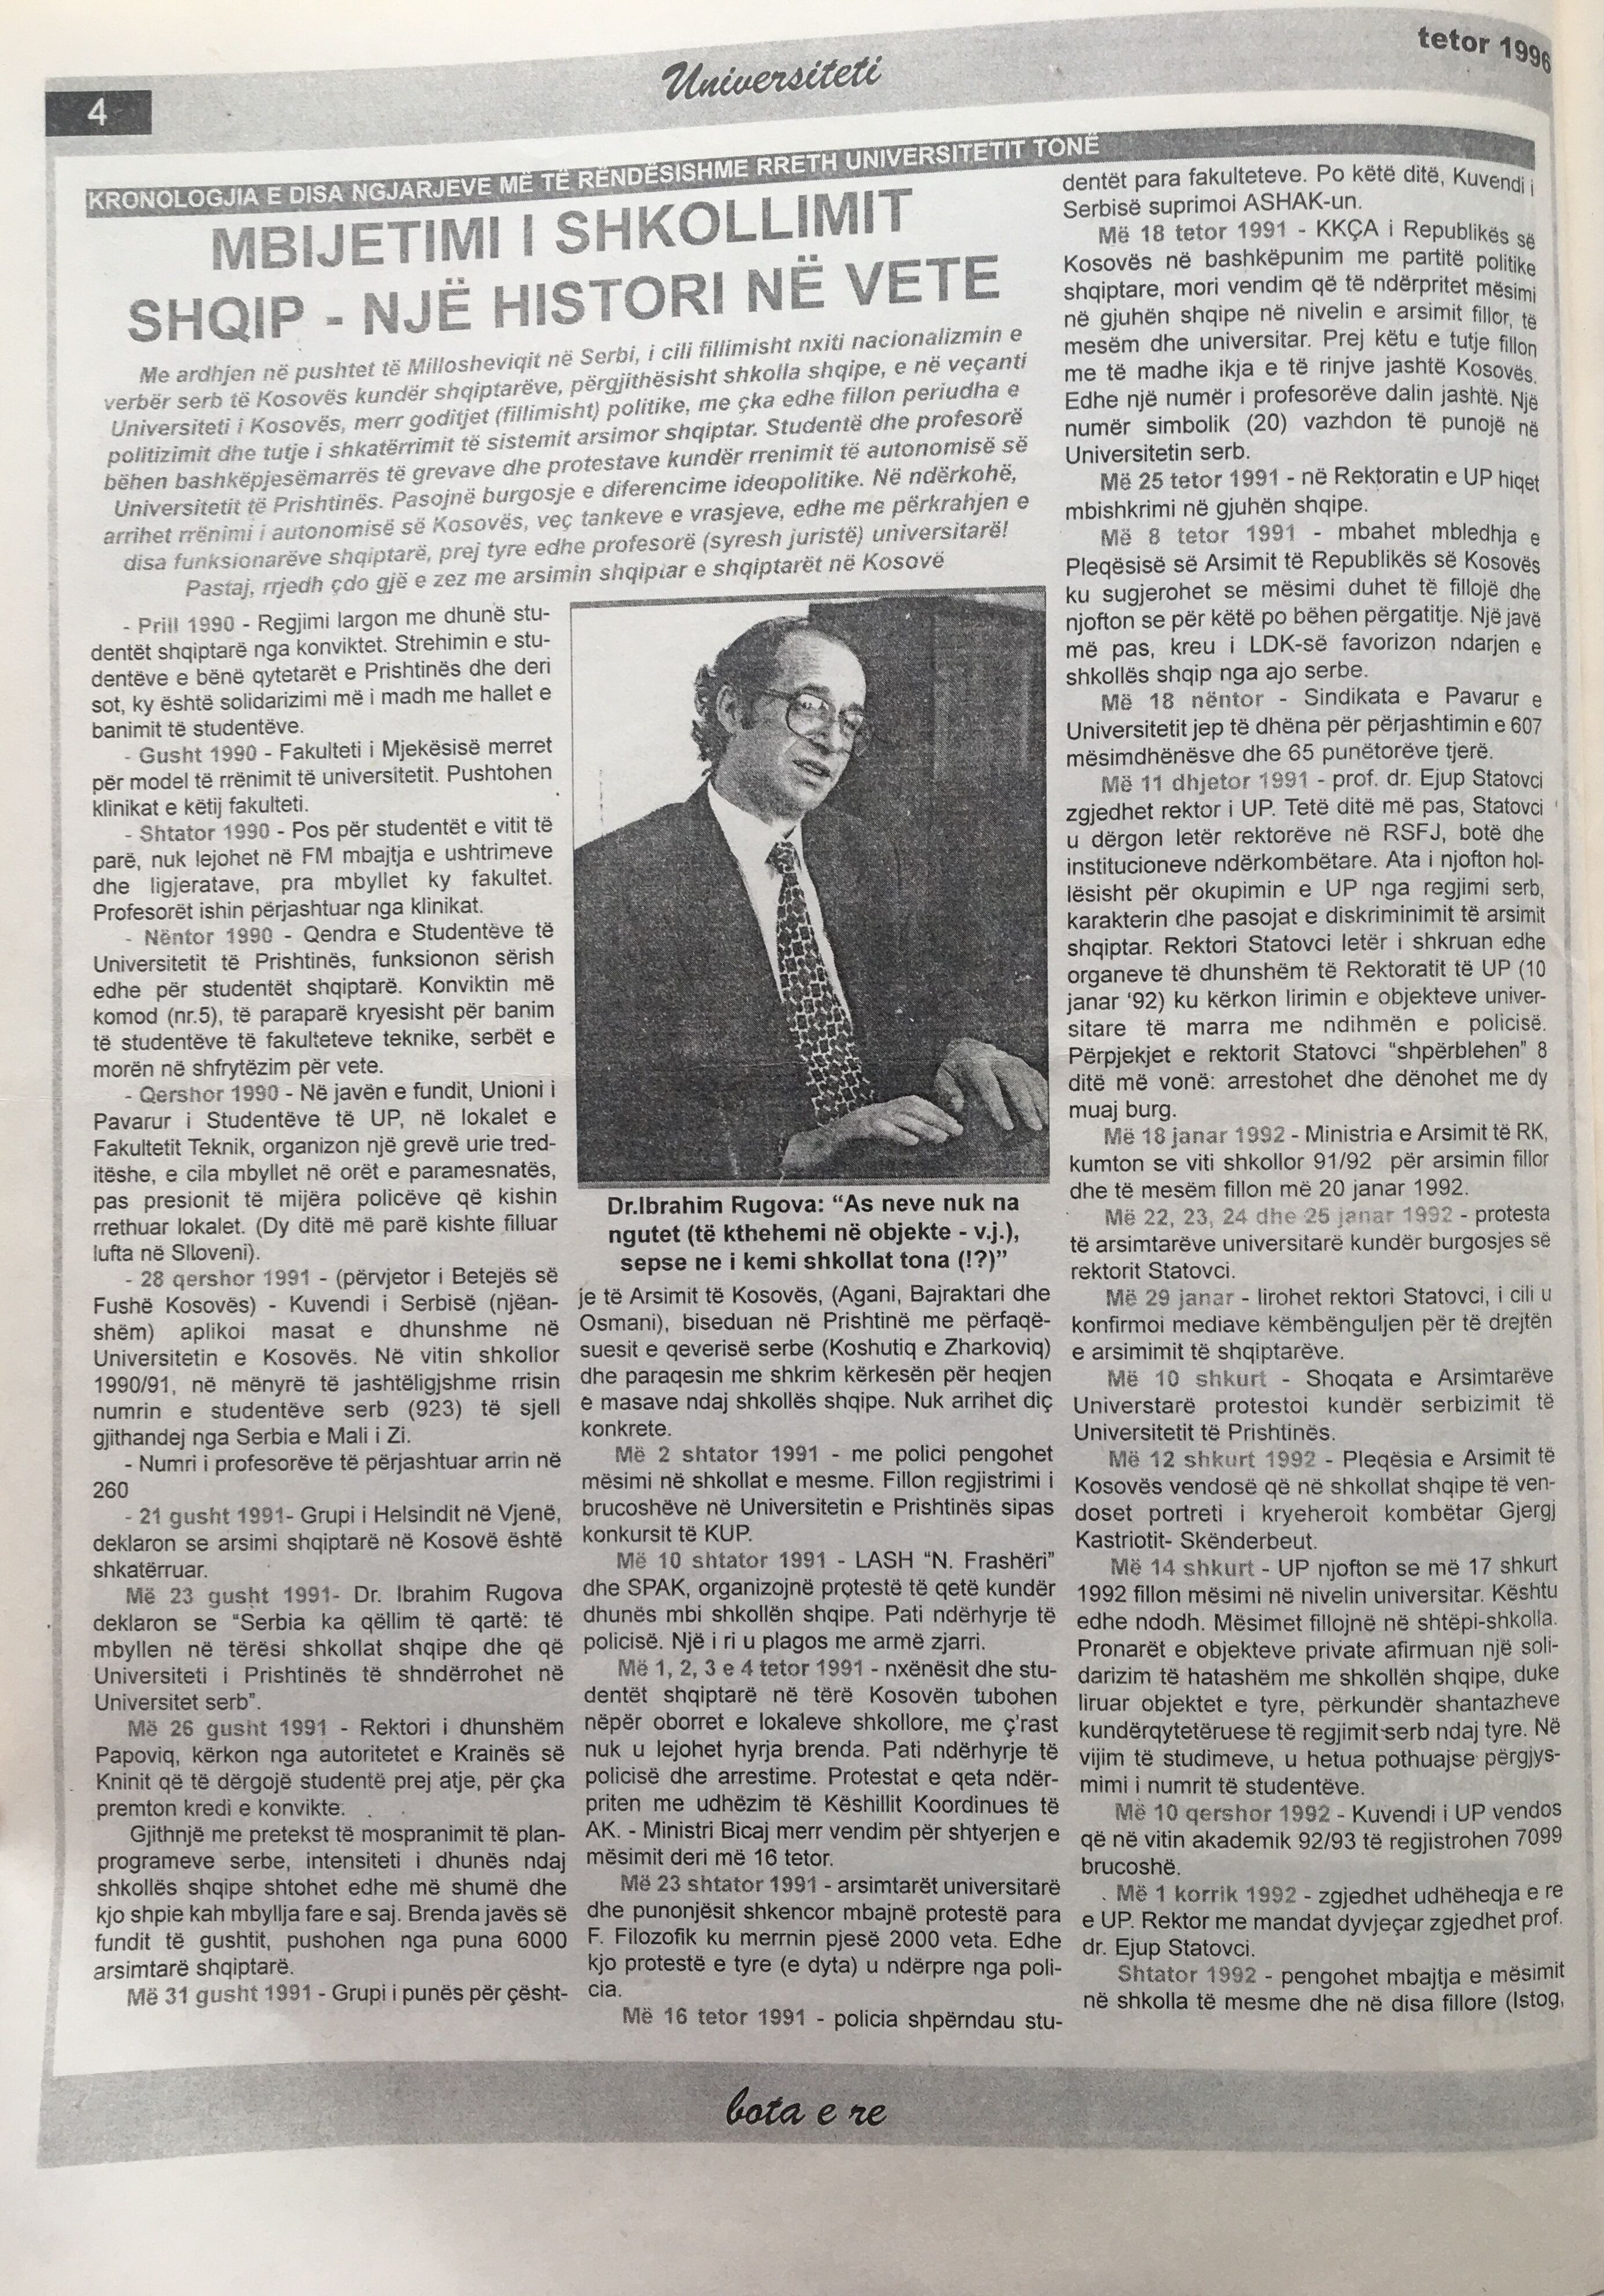 tetor 1996
Universiteti
4
KRONOLOGJIA E DISA NGJARJEVE MË TË RËNDËSISHME RRETH UNIVERSITETIT TONË
MBIJETIMI I SHKOLLIMIT
SHQIP - NJË HISTORI NË VETE
Me ardhjen në pushtet të Millosheviqit në Serbi, i cili fillimisht nxiti nacionalizmin e
verbër serb të Kosovës kundër shqiptarëve, përgjithësisht shkolla shqipe, e në veçanti
Universiteti i Kosovës, merr goditjet (fillimisht) politike, me çka edhe fillon periudha e
politizimit dhe tutje i shkatërrimit të sistemit arsimor shqiptar. Studentë dhe profesorë
bëhen bashkëpjesëmarrës të grevave dhe protestave kundër rrenimit të autonomisë së
Universitetit të Prishtinës. Pasojnë burgosje e diferencime ideopolitike. Në ndërkohë,
arrihet rrënimi i autonomisë së Kosovës, veç tankeve e vrasjeve, edhe me përkrahjen e
disa funksionarëve shqiptarë, prej tyre edhe profesorë (syresh juristë) universitarë!
Pastaj, rrjedh çdo gjë e zez me arsimin shqiptar e shqiptarët në Kosovë
- Prill 1990 - Regjimi largon me dhunë stu-
dentët shqiptarë nga konviktet. Strehimin e stu-
dentëve e bënë qytetarët e Prishtinës dhe deri
sot, ky është solidarizimi më i madh me hallet e
banimit të studentëve.
- Gusht 1990 - Fakulteti i Mjekësisë merret
për model të rrënimit të universitetit. Pushtohen
klinikat e këtij fakulteti.
- Shtator 1990 - Pos për studentët e vitit të
parë, nuk lejohet në FM mbajtja e ushtrimeve
dhe ligjeratave, pra mbyllet ky fakultet.
Profesorët ishin përjashtuar nga klinikat.
- Nëntor 1990 - Qendra e Studentëve të
Universitetit të Prishtinës, funksionon sërish
edhe për studentët shqiptarë. Konviktin më
komod (nr.5), të paraparë kryesisht për banim
të studentëve të fakulteteve teknike, serbët e
morën në shfrytëzim për vete.
- Qershor 1990 - Në javën e fundit, Unioni i
Pavarur i Studentëve të UP, në lokalet e
Fakultetit Teknik, organizon një grevë urie tred-
itëshe, e cila mbyllet në orët e paramesnatës,
pas presionit të mijëra policëve që kishin
rrethuar lokalet. (Dy ditë më parë kishte filluar
lufta në Slloveni).
- 28 qershor 1991 - (përvjetor i Betejës së
Fushë Kosovës) - Kuvendi i Serbisë (njëan-
shëm) aplikoi masat e dhunshme në
Universitetin e Kosovës. Në vitin shkollor
1990/91, në mënyrë të jashtëligjshme rrisin
numrin e studentëve serb (923) të sjell
gjithandej nga Serbia e Mali i Zi.
- Numri i profesorëve të përjashtuar arrin në
260
- 21 gusht 1991- Grupi i Helsindit në Vjenë,
deklaron se arsimi shqiptarë në Kosovë është
shkatërruar.
Më 23 gusht 1991- Dr. Ibrahim Rugova
deklaron se “Serbia ka qëllim të qartë: të
mbyllen në tërësi shkollat shqipe dhe që
Universiteti i Prishtinës të shndërrohet në
Universitet serb”.
Më 26 gusht 1991 - Rektori i dhunshëm
Papoviq, kërkon nga autoritetet e Krainës së
Kninit që të dërgojë studentë prej atje, për çka
premton kredi e konvikte.
Gjithnjë me pretekst të mospranimit të plan-
programeve serbe, intensiteti i dhunës ndaj
shkollës shqipe shtohet edhe më shumë dhe
kjo shpie kah mbyllja fare e saj. Brenda javës së
fundit të gushtit, pushohen nga puna 6000
arsimtarë shqiptarë.
Më 31 gusht 1991 - Grupi i punës për çësht-
Dr.Ibrahim Rugova: “As neve nuk na
ngutet (të kthehemi në objekte - v.j.),
sepse ne i kemi shkollat tona (!?)”
je të Arsimit të Kosovës, (Agani, Bajraktari dhe
Osmani), biseduan në Prishtinë me përfaqë-
suesit e qeverisë serbe (Koshutiq e Zharkoviq)
dhe paraqesin me shkrim kërkesën për heqjen
e masave ndaj shkollës shqipe. Nuk arrihet diç
konkrete.
Më 2 shtator 1991 - me polici pengohet
mësimi në shkollat e mesme. Fillon regjistrimi i
brucoshëve në Universitetin e Prishtinës sipas
konkursit të KUP.
Më 10 shtator 1991 - LASH “N. Frashëri”
dhe SPAK, organizojnë protestë të qetë kundër
dhunës mbi shkollën shqipe. Pati ndërhyrje të
policisë. Një i ri u plagos me armë zjarri.
Më 1, 2, 3 e 4 tetor 1991 - nxënësit dhe stu-
dentët shqiptarë në tërë Kosovën tubohen
nëpër oborret e lokaleve shkollore, me ç’rast
nuk u lejohet hyrja brenda. Pati ndërhyrje të
policisë dhe arrestime. Protestat e qeta ndër-
priten me udhëzim të Këshillit Koordinues të
AK. - Ministri Bicaj merr vendim për shtyerjen e
mësimit deri më 16 tetor.
Më 23 shtator 1991 - arsimtarët universitarë
dhe punonjësit shkencor mbajnë protestë para
F. Filozofik ku merrnin pjesë 2000 veta. Edhe
kjo protestë e tyre (e dyta) u ndërpre nga poli-
cia.
Më 16 tetor 1991 - policia shpërndau stu-
dentët para fakulteteve. Po këtë ditë, Kuvendi i
Serbisë suprimoi ASHAK-un.
Më 18 tetor 1991 - KKÇA i Republikës së
Kosovës në bashkëpunim me partitë politike
shqiptare, mori vendim që të ndërpritet mësimi
në gjuhën shqipe në nivelin e arsimit fillor, të
mesëm dhe universitar. Prej këtu e tutje fillon
me të madhe ikja e të rinjve jashtë Kosovës.
Edhe një numër i profesorëve dalin jashtë. Një
numër simbolik (20) vazhdon të punojë në
Universitetin serb.
Më 25 tetor 1991 - në Rektoratin e UP hiqet
mbishkrimi në gjuhën shqipe.
Më 8 tetor 1991 - mbahet mbledhja e
Pleqësisë së Arsimit të Republikës së Kosovës
ku sugjerohet se mësimi duhet të fillojë dhe
njofton se për këtë po bëhen përgatitje. Një javë
më pas, kreu i LDK-së favorizon ndarjen e
shkollës shqip nga ajo serbe.
Më 18 nëntor - Sindikata e Pavarur e
Universitetit jep të dhëna për përjashtimin e 607
mësimdhënësve dhe 65 punëtorëve tjerë.
Më 11 dhjetor 1991 - prof. dr. Ejup Statovci
zgjedhet rektor i UP. Tetë ditë më pas, Statovci
u dërgon letër rektorëve në RSFJ, botë dhe
institucioneve ndërkombëtare. Ata i njofton hol-
lësisht për okupimin e UP nga regjimi serb,
karakterin dhe pasojat e diskriminimit të arsimit
shqiptar. Rektori Statovci letër i shkruan edhe
organeve të dhunshëm të Rektoratit të UP (10
janar ‘92) ku kërkon lirimin e objekteve univer-
sitare të marra me ndihmën e policisë.
Përpjekjet e rektorit Statovci “shpërblehen” 8
ditë më vonë: arrestohet dhe dënohet me dy
muaj burg.
Më 18 janar 1992 - Ministria e Arsimit të RK,
kumton se viti shkollor 91/92 për arsimin fillor
dhe të mesëm fillon më 20 janar 1992.
Më 22, 23, 24 dhe 25 janar 1992 - protesta
të arsimtarëve universitarë kundër burgosjes së
rektorit Statovci.
Më 29 janar - lirohet rektori Statovci, i cili u
konfirmoi mediave këmbënguljen për të drejtën
e arsimimit të shqiptarëve.
Më 10 shkurt - Shoqata e Arsimtarëve
Universtarë protestoi kundër serbizimit të
Universitetit të Prishtinës.
Më 12 shkurt 1992 - Pleqësia e Arsimit të
Kosovës vendosë që në shkollat shqipe të ven-
doset portreti i kryeheroit kombëtar Gjergj
Kastriotit- Skënderbeut.
Më 14 shkurt - UP njofton se më 17 shkurt
1992 fillon mësimi në nivelin universitar. Kështu
edhe ndodh. Mësimet fillojnë në shtëpi-shkolla.
Pronarët e objekteve private afirmuan një soli-
darizim të hatashëm me shkollën shqipe, duke
liruar objektet e tyre, përkundër shantazheve
kundërqytetëruese të regjimit serb ndaj tyre. Në
vijim të studimeve, u hetua pothuajse përgjys-
mimi i numrit të studentëve.
Më 10 qershor 1992 - Kuvendi i UP vendos
që në vitin akademik 92/93 të regjistrohen 7099
brucoshë.
Më 1 korrik 1992 - zgjedhet udhëheqja e re
e UP. Rektor me mandat dyvjeçar zgjedhet prof.
dr. Ejup Statovci.
Shtator 1992 - pengohet mbajtja e mësimit
në shkolla të mesme dhe në disa fillore (Istog,
bota e re